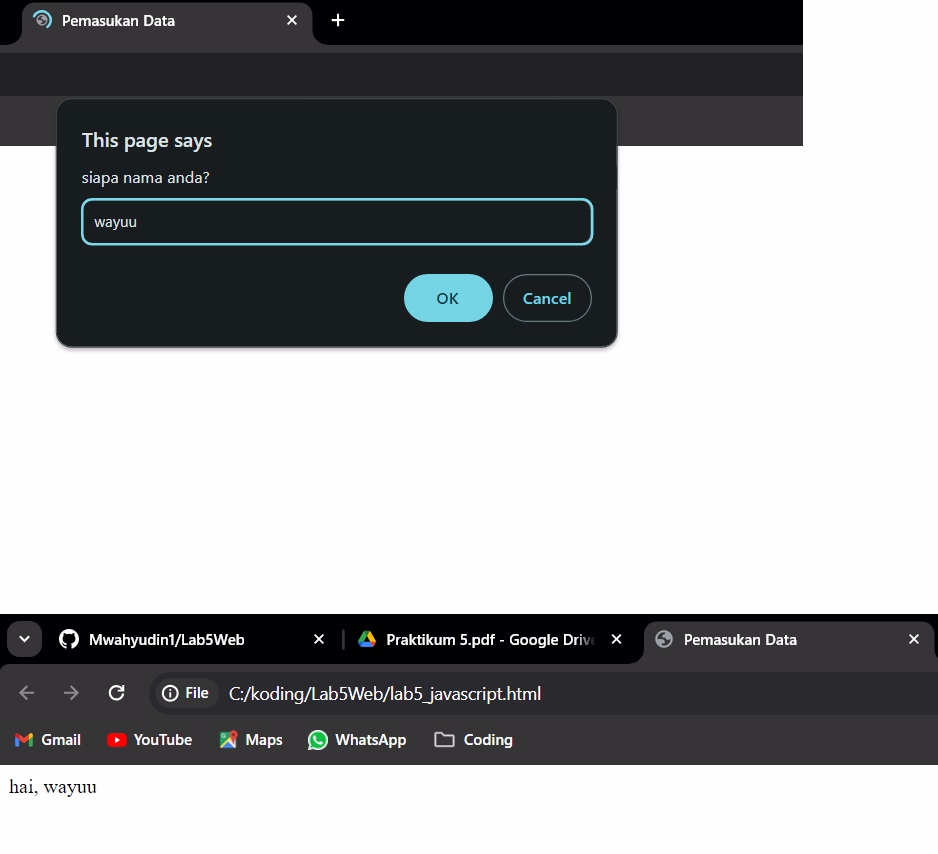 Pemasukan Data
This page says
siapa nama anda?
wayuu
OK Cancel
Mwahyudin1/Lab5Web Praktikum 5.pdf - Google Drive Pemasukan Data
File C:/koding/Lab5Web/lab5_javascript.html
Gmail YouTube Maps WhatsApp Coding
hai, wayuu